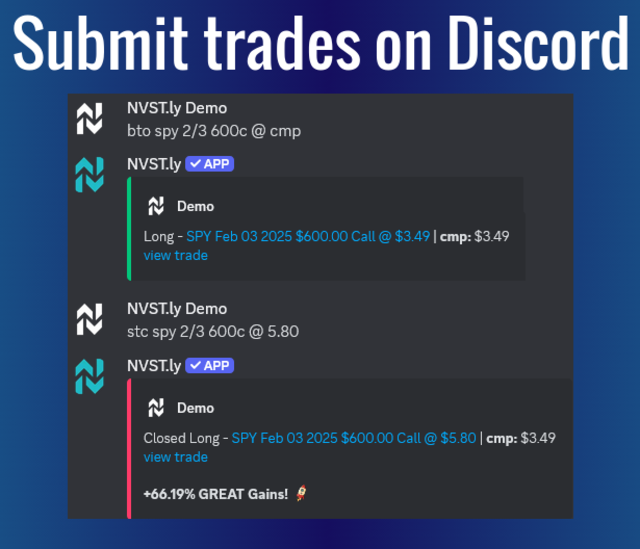 Submit trades on Discord
NVST.ly Demo
bto spy 2/3 600c @ cmp
NVST.ly ✓ APP
Demo
Long - SPY Feb 03 2025 $600.00 Call @ $3.49 | cmp: $3.49
view trade
NVST.ly Demo
stc spy 2/3 600c @ 5.80
NVST.ly ✓ APP
Demo
Closed Long - SPY Feb 03 2025 $600.00 Call @ $5.80 | cmp: $3.49
view trade
+66.19% GREAT Gains! 🚀